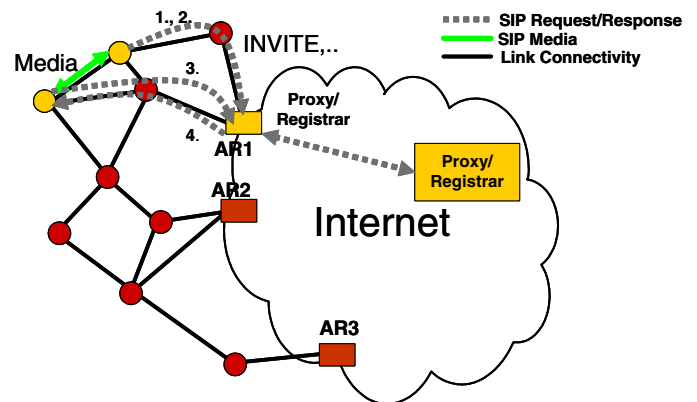 1., 2.
SIP Request/Response
SIP Media
Link Connectivity
INVITE,..
Media
3.
Proxy/
Registrar
4.
AR1
Proxy/
Registrar
AR2
Internet
AR3